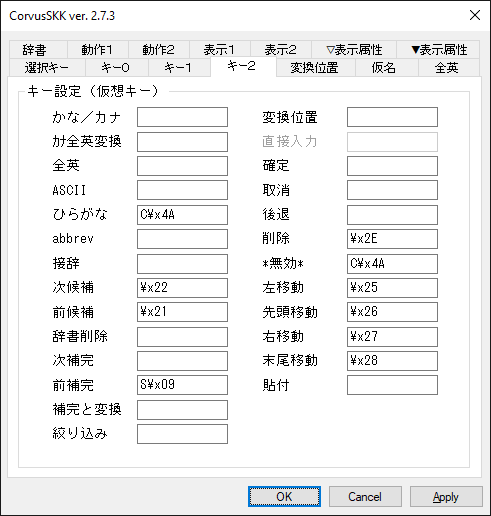 CorvusSKK ver. 2.7.3
辞書 動作1 動作2 表示1 表示2 ▽表示属性 ▼表示属性
選択キー キー0 キー1 キー2 変換位置 仮名 全英
キー設定（仮想キー）
かな／カナ 変換位置
ｶﾅ全英変換 直接入力
全英 確定
ASCII 取消
ひらがな C\x4A 後退
abbrev 削除 \x2E
接辞 *無効* C\x4A
次候補 \x22 左移動 \x25
前候補 \x21 先頭移動 \x26
辞書削除 右移動 \x27
次補完 末尾移動 \x28
前補完 S\x09 貼付
補完と変換
絞り込み
OK Cancel Apply